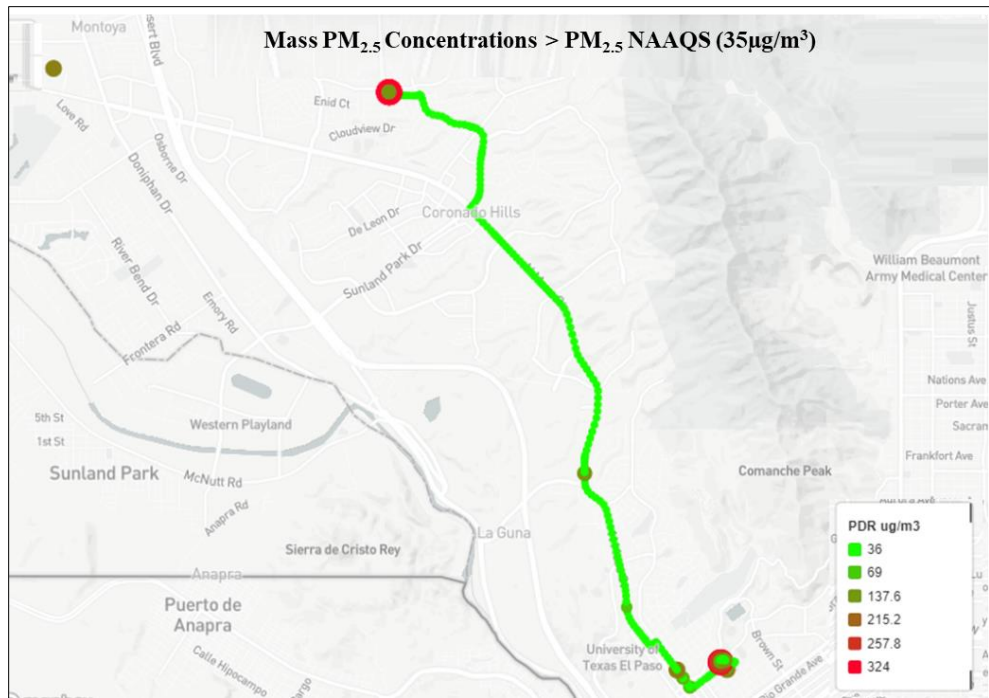 Mass PM2.5 Concentrations > PM2.5 NAAQS (35µg/m³)
Montoya
Desert Blvd
Love Rd
Enid Ct
Cloudview Dr
Osborne Dr
Doniphan Dr
De Leon Dr
Coronado Hills
Sunland Park Dr
River Bend Dr
Emory Rd
Frontera Rd
William Beaumont
Army Medical Center
Justus St
Nations Ave
Porter Ave
Frankfort Ave
5th St
1st St
Western Playland
Sunland Park
McNutt Rd
Anapra Rd
Comanche Peak
La Guna
Sierra de Cristo Rey
Anapra
Puerto de
Anapra
Calle Hipocampo
University of
Texas El Paso
Brown St
Rio Grande Ave
PDR ug/m3
36
69
137.6
215.2
257.8
324